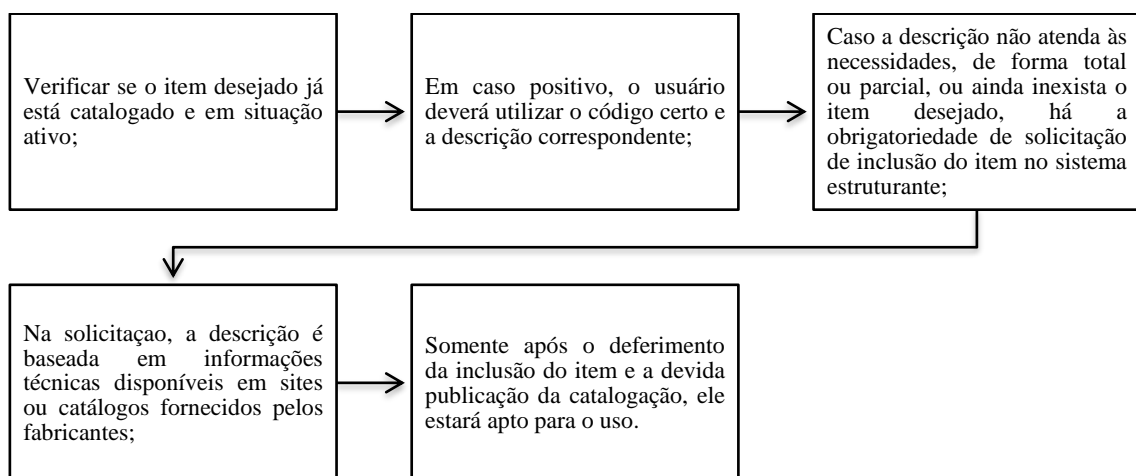 Verificar se o item desejado já
está catalogado e em situação
ativo;
Em caso positivo, o usuário
deverá utilizar o código certo e
a descrição correspondente;
Caso a descrição não atenda às
necessidades, de forma total
ou parcial, ou ainda inexista o
item desejado, há a
obrigatoriedade de solicitação
de inclusão do item no sistema
estruturante;
Na solicitaçao, a descrição é
baseada em informações
técnicas disponíveis em sites
ou catálogos fornecidos pelos
fabricantes;
Somente após o deferimento
da inclusão do item e a devida
publicação da catalogação, ele
estará apto para o uso.